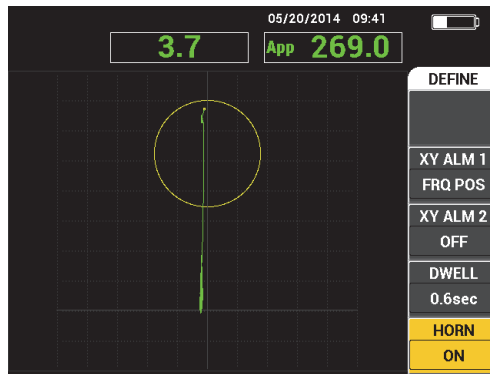 05/20/2014 09:41
3.7
App 269.0
DEFINE
XY ALM 1
FRQ POS
XY ALM 2
OFF
DWELL
0.6sec
HORN
ON